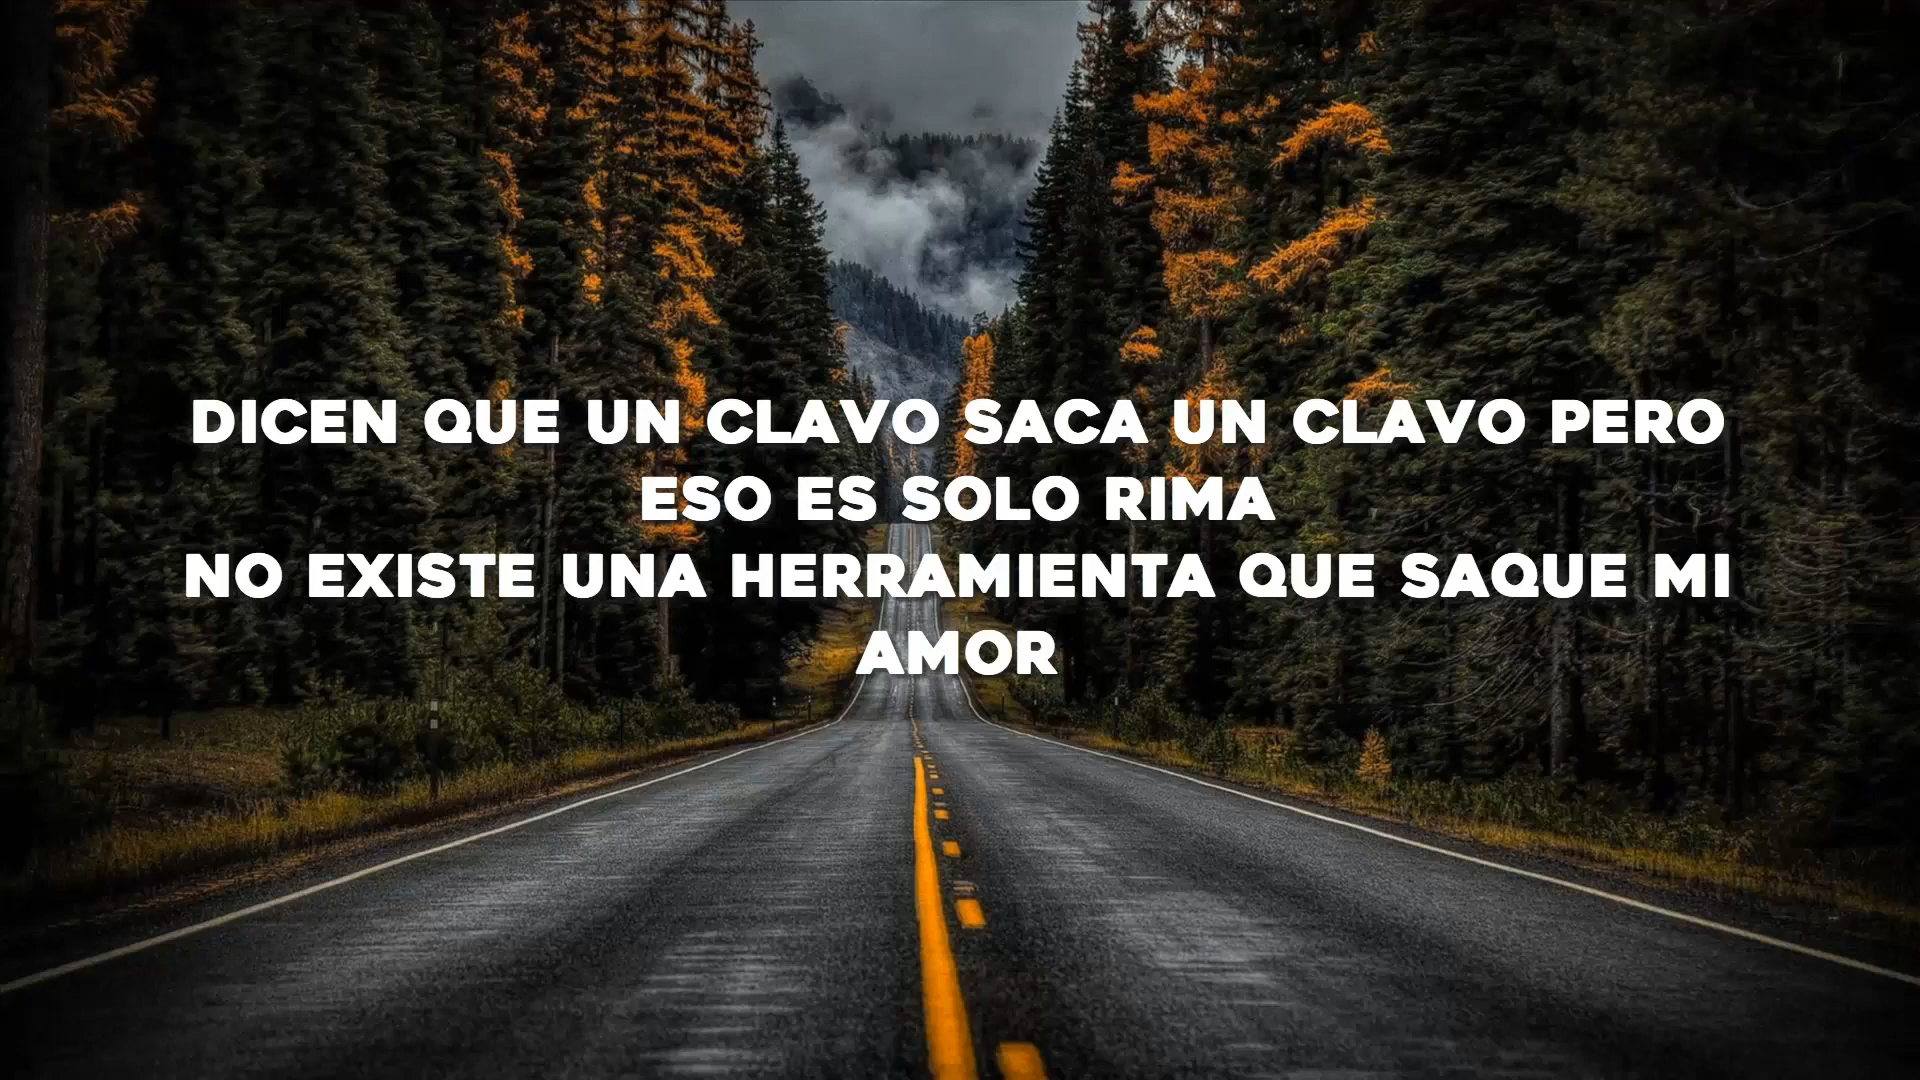 DICEN QUE UN CLAVO SACA UN CLAVO PERO
ESO ES SOLO RIMA
NO EXISTE UNA HERRAMIENTA QUE SAQUE MI
AMOR